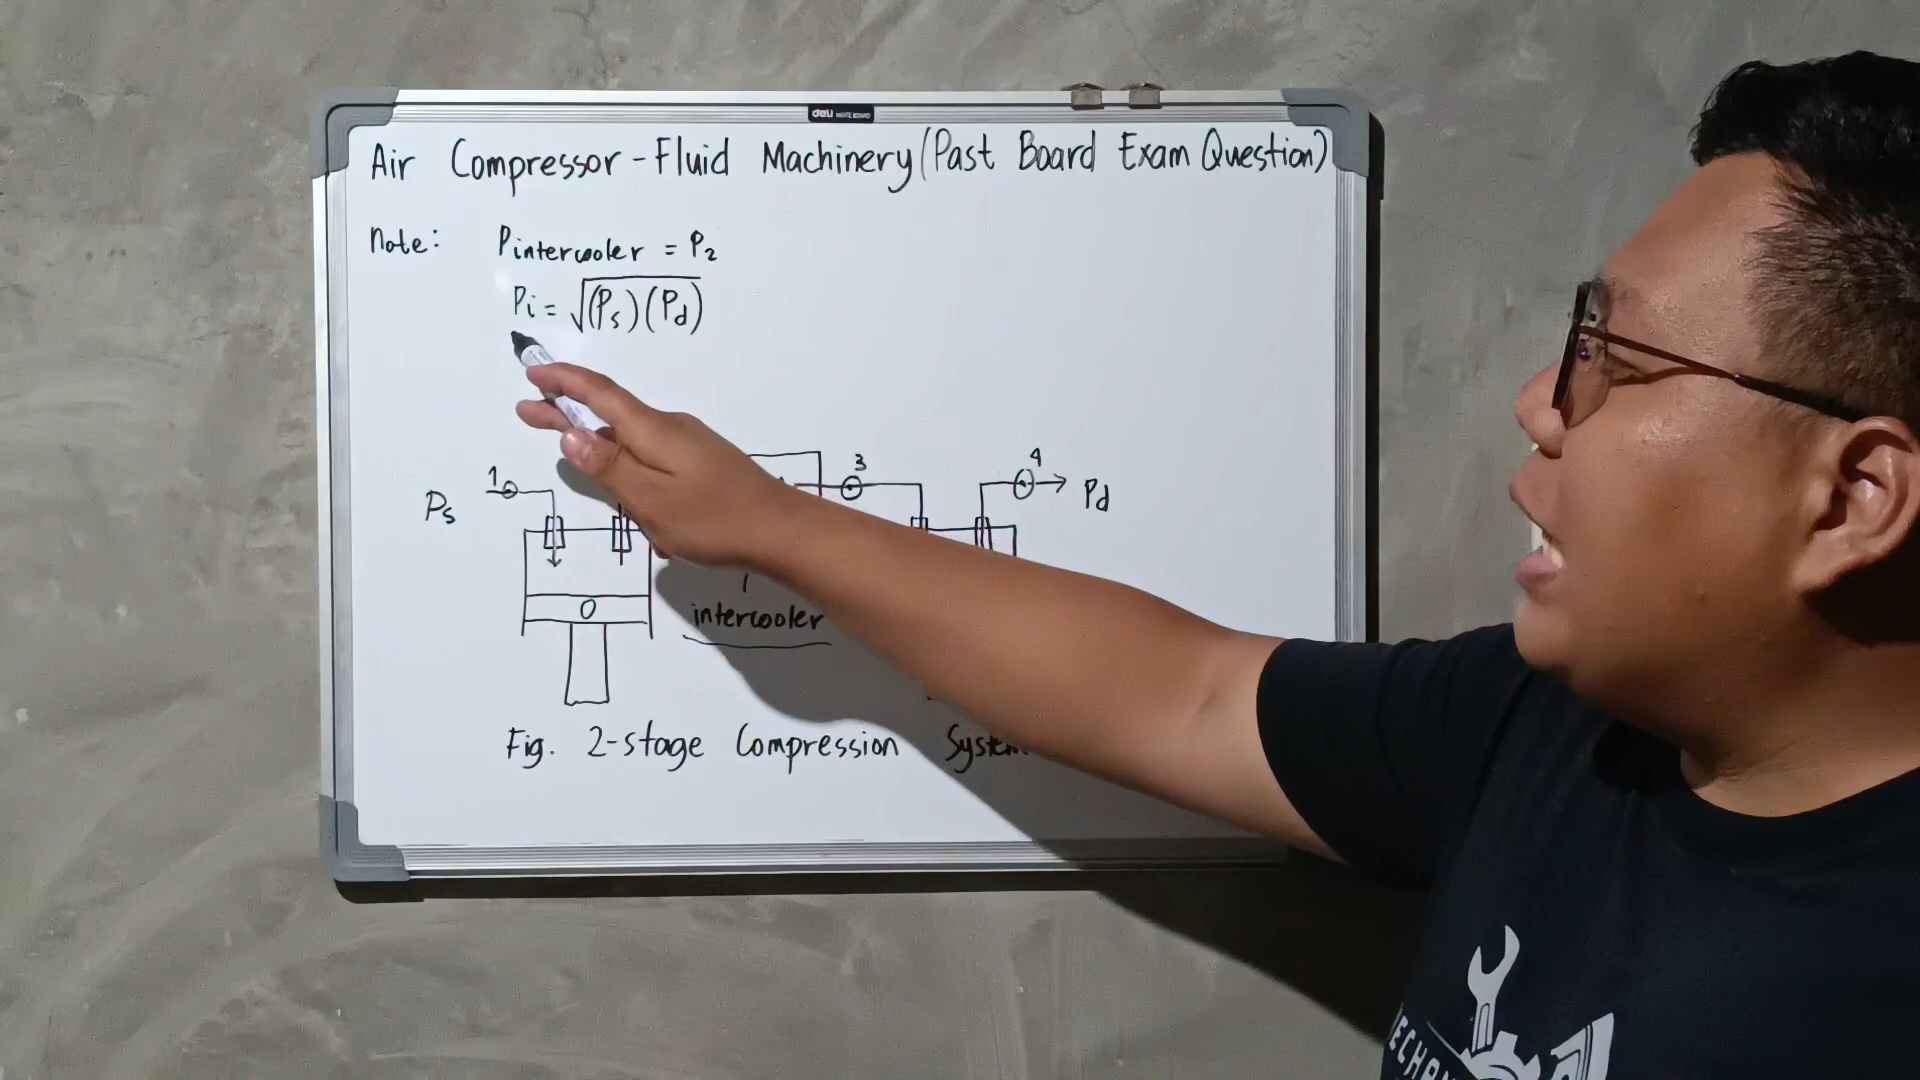 deli
Air Compressor - Fluid Machinery (Past Board Exam Question)
Note: Pintercooler = P2
Pi = √(Ps)(Pd)
1
3
4
Ps
Pd
intercooler
Fig. 2-stage Compression System